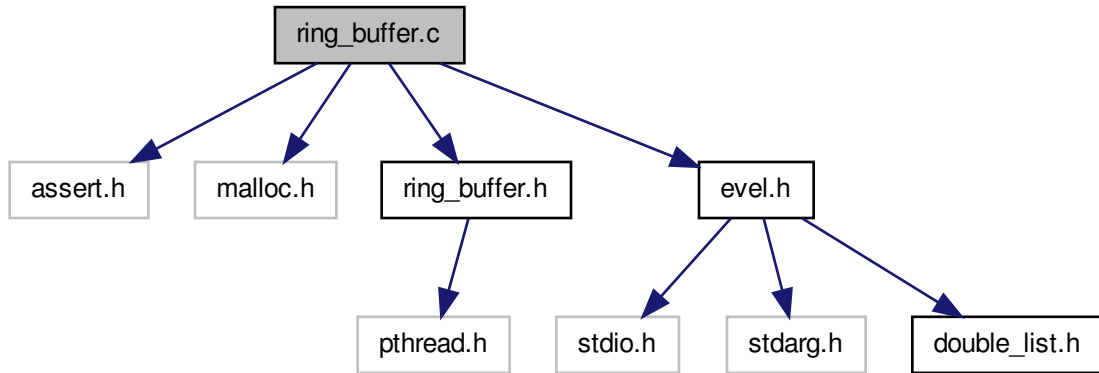 ring_buffer.c
assert.h
malloc.h
ring_buffer.h
evel.h
pthread.h
stdio.h
stdarg.h
double_list.h